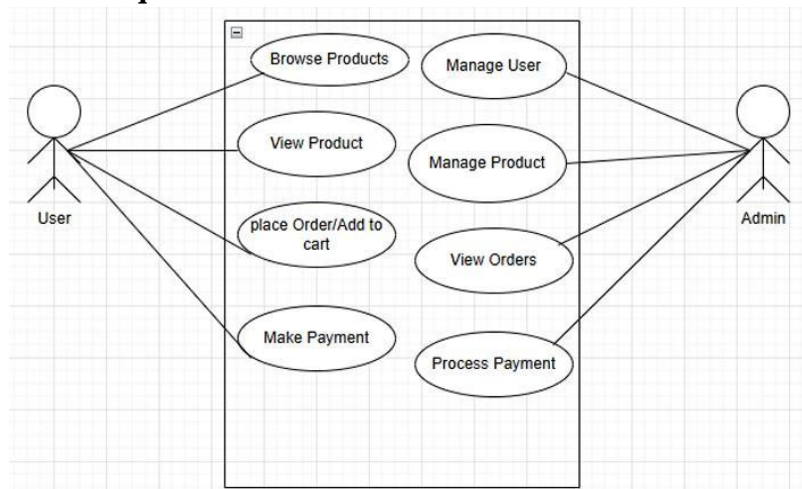 Browse Products
Manage User
View Product
Manage Product
User
place Order/Add to
cart
Admin
View Orders
Make Payment
Process Payment